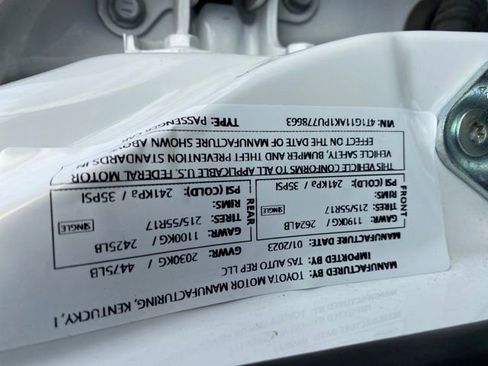 TOYOTA MOTOR MANUFACTURING, KENTUCKY, I
MANUFACTURED BY:
IMPORTED BY: TAS AUTO REP LLC
MANUFACTURE DATE: 01/2023
GVWR: 2030KG / 4475LB
FRONT
GAWR: 1190KG / 2624LB
TIRES: 215/55R17
RIMS:
SINGLE
PSI (COLD): 241KPa / 35PSI
REAR
GAWR: 1100KG / 2425LB
TIRES: 215/55R17
RIMS:
SINGLE
PSI (COLD): 241KPa / 35PSI
THIS VEHICLE CONFORMS TO ALL APPLICABLE U.S. FEDERAL MOTOR
VEHICLE SAFETY, BUMPER AND THEFT PREVENTION STANDARDS IN
EFFECT ON THE DATE OF MANUFACTURE SHOWN ABOV
VIN: 4T1G11AK1PU778663
TYPE: PASSENGER